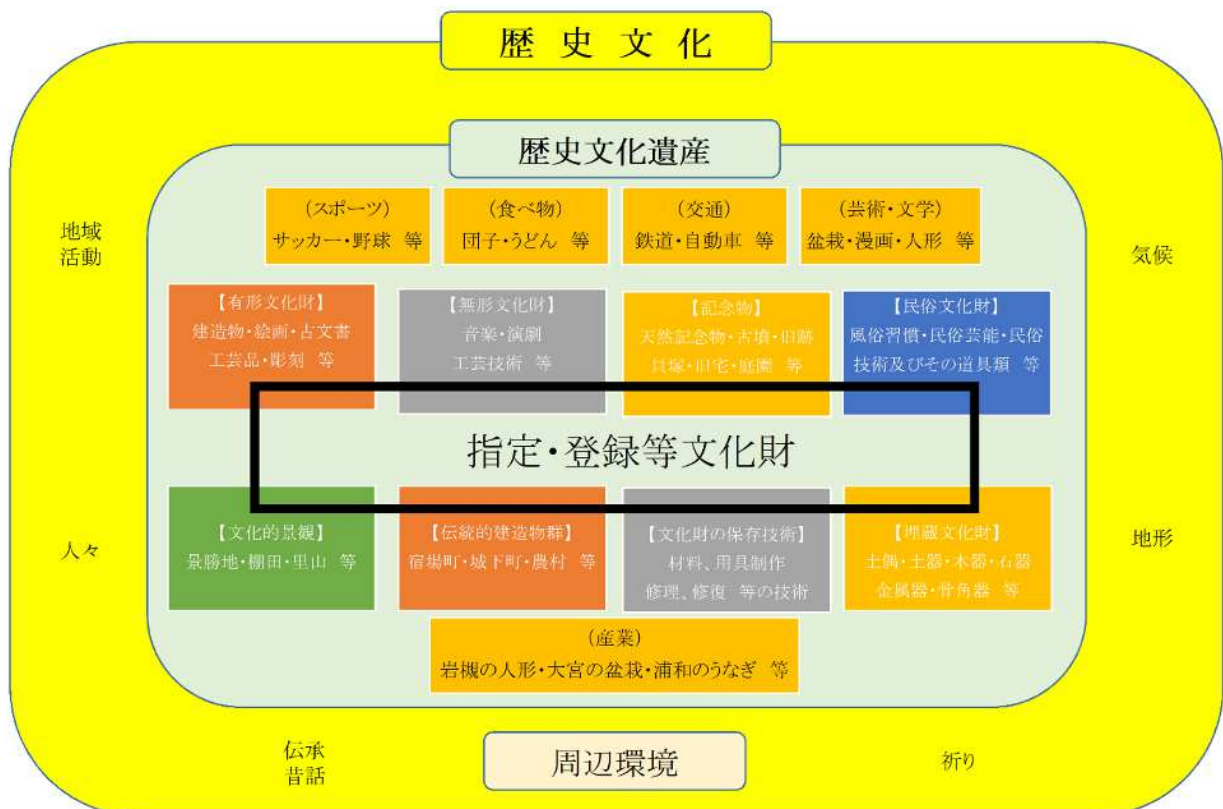 歴史文化
歴史文化遺産
(スポーツ)
サッカー・野球 等
(食べ物)
団子・うどん 等
(交通)
鉄道・自動車 等
(芸術・文学)
盆栽・漫画・人形 等
地域
活動
気候
【有形文化財】
建造物・絵画・古文書
工芸品・彫刻 等
【無形文化財】
音楽・演劇
工芸技術 等
【記念物】
天然記念物・古墳・旧跡
貝塚・旧宅・庭園 等
【民俗文化財】
風俗習慣・民俗芸能・民俗
技術及びその道具類 等
指定・登録等文化財
人々
地形
【文化的景観】
景勝地・棚田・里山 等
【伝統的建造物群】
宿場町・城下町・農村 等
【文化財の保存技術】
材料、用具制作
修理、修復 等の技術
【埋蔵文化財】
土偶・土器・木器・石器
金属器・骨角器 等
(産業)
岩槻の人形・大宮の盆栽・浦和のうなぎ 等
伝承
昔話
周辺環境
祈り